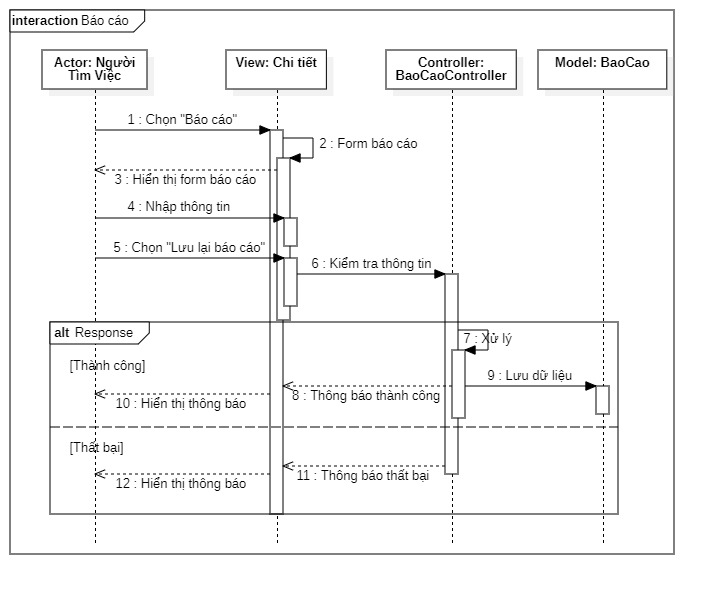 interaction Báo cáo
Actor: Người
Tìm Việc
View: Chi tiết
Controller:
BaoCaoController
Model: BaoCao
1 : Chọn "Báo cáo"
2 : Form báo cáo
3 : Hiển thị form báo cáo
4 : Nhập thông tin
5 : Chọn "Lưu lại báo cáo"
6 : Kiểm tra thông tin
alt Response
7 : Xử lý
[Thành công]
9 : Lưu dữ liệu
8 : Thông báo thành công
10 : Hiển thị thông báo
[Thất bại]
11 : Thông báo thất bại
12 : Hiển thị thông báo